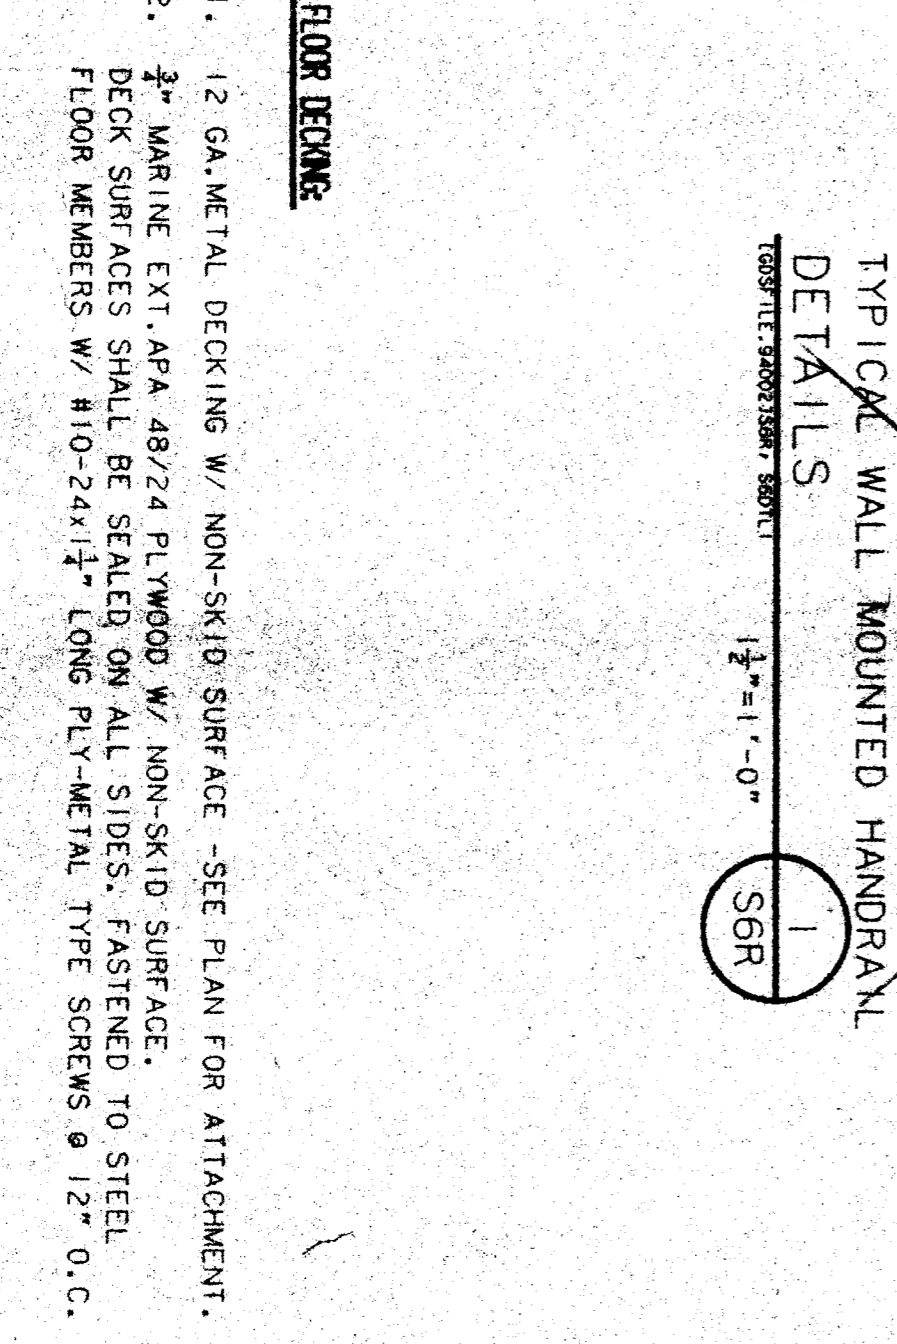 TYPICAL WALL MOUNTED HANDRAIL
DETAILS
1½"=1'-0"
1
S6R
FLOOR DECKING:
1. 12 GA. METAL DECKING W/ NON-SKID SURFACE -SEE PLAN FOR ATTACHMENT.
2. ¾" MARINE EXT. APA 48/24 PLYWOOD W/ NON-SKID SURFACE.
DECK SURFACES SHALL BE SEALED ON ALL SIDES. FASTENED TO STEEL
FLOOR MEMBERS W/ #10-24x1¼" LONG PLY-METAL TYPE SCREWS @ 12" O.C.